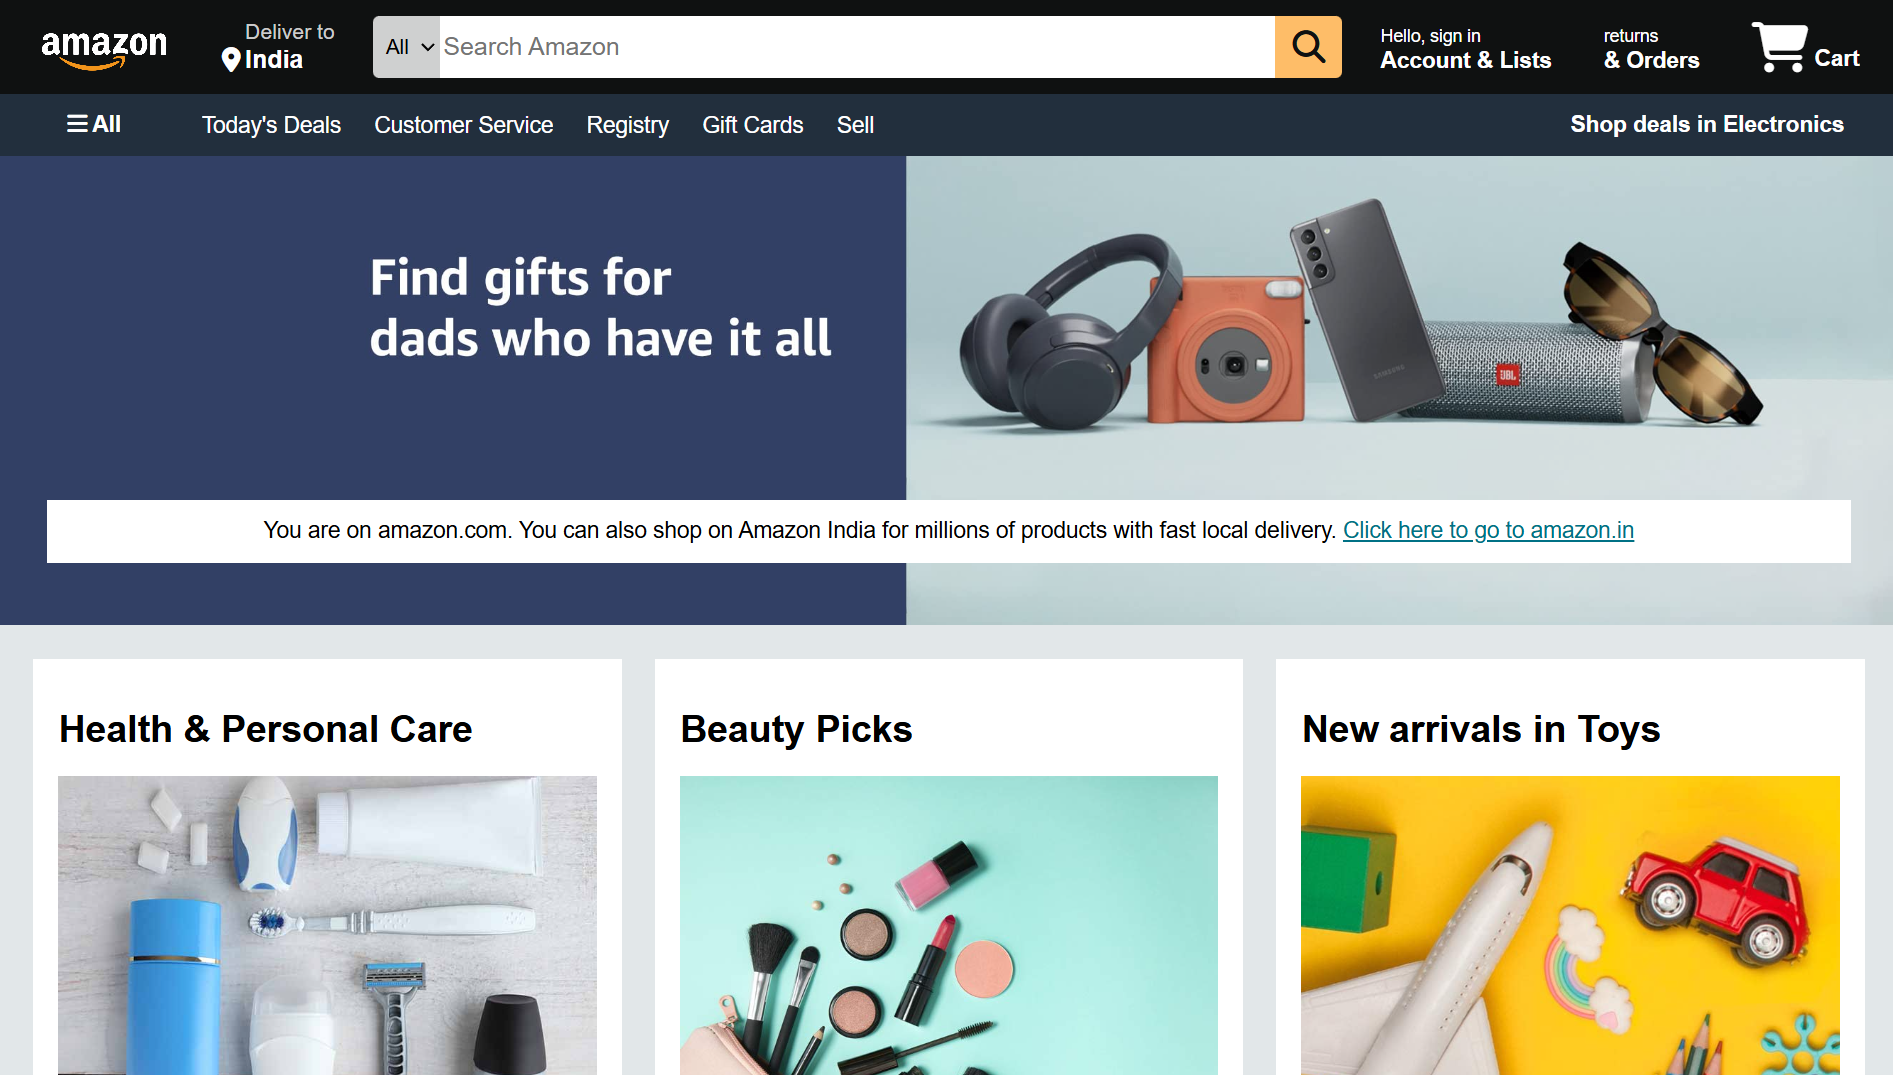 amazon
Deliver to
India
All
Search Amazon
Hello, sign in
Account & Lists
returns
& Orders
Cart
All
Today's Deals
Customer Service
Registry
Gift Cards
Sell
Shop deals in Electronics
Find gifts for
dads who have it all
SAMSUNG
JBL
You are on amazon.com. You can also shop on Amazon India for millions of products with fast local delivery. Click here to go to amazon.in
Health & Personal Care
Beauty Picks
New arrivals in Toys